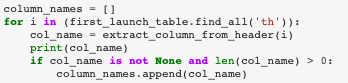 column_names = []
for i in (first_launch_table.find_all('th')):
    col_name = extract_column_from_header(i)
    print(col_name)
    if col_name is not None and len(col_name) > 0:
        column_names.append(col_name)